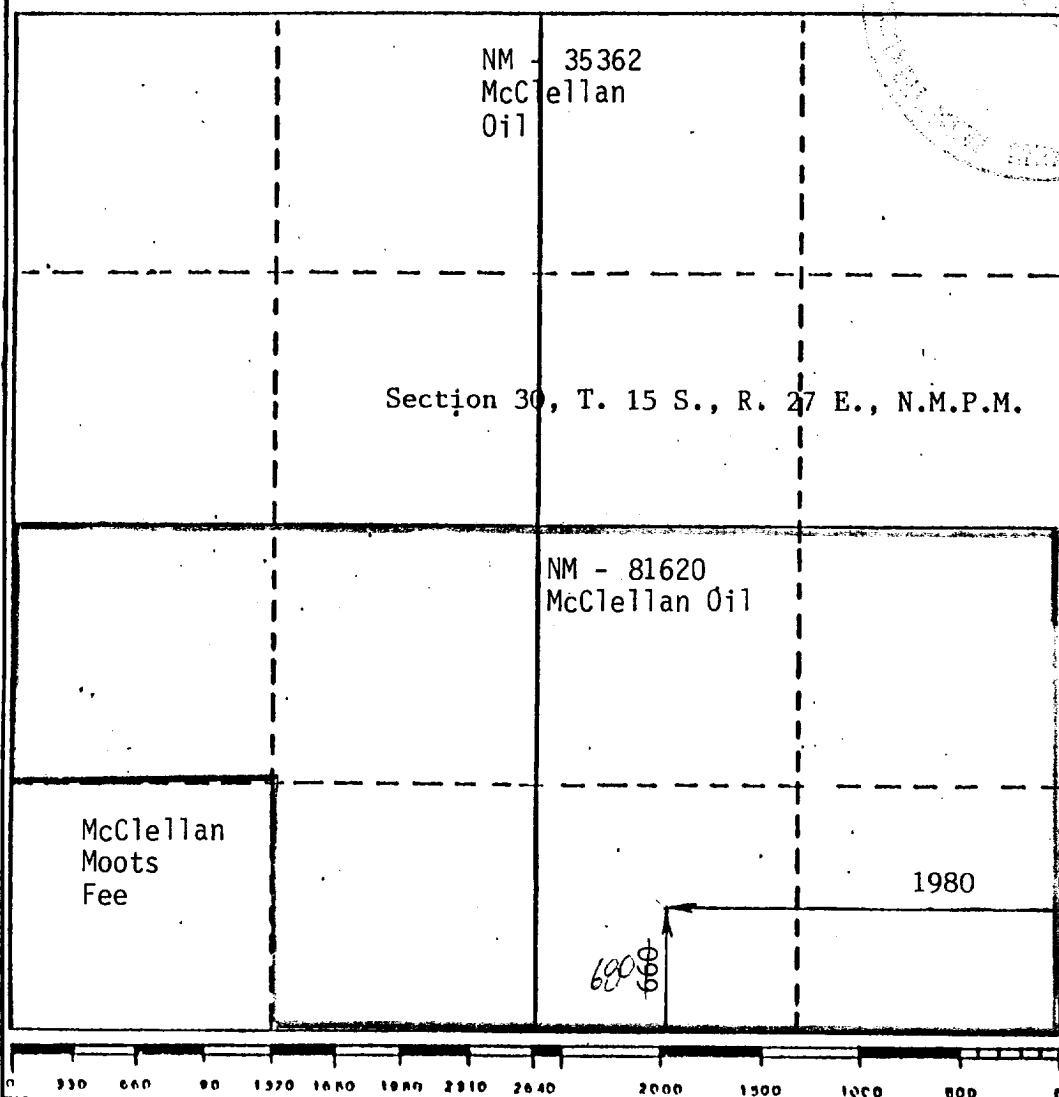 NM - 35362
McClellan
Oil
Section 30, T. 15 S., R. 27 E., N.M.P.M.
NM - 81620
McClellan Oil
McClellan
Moots
Fee
1980
660
330 660 90 1320 1650 1980 2310 2640 2000 1500 1000 500